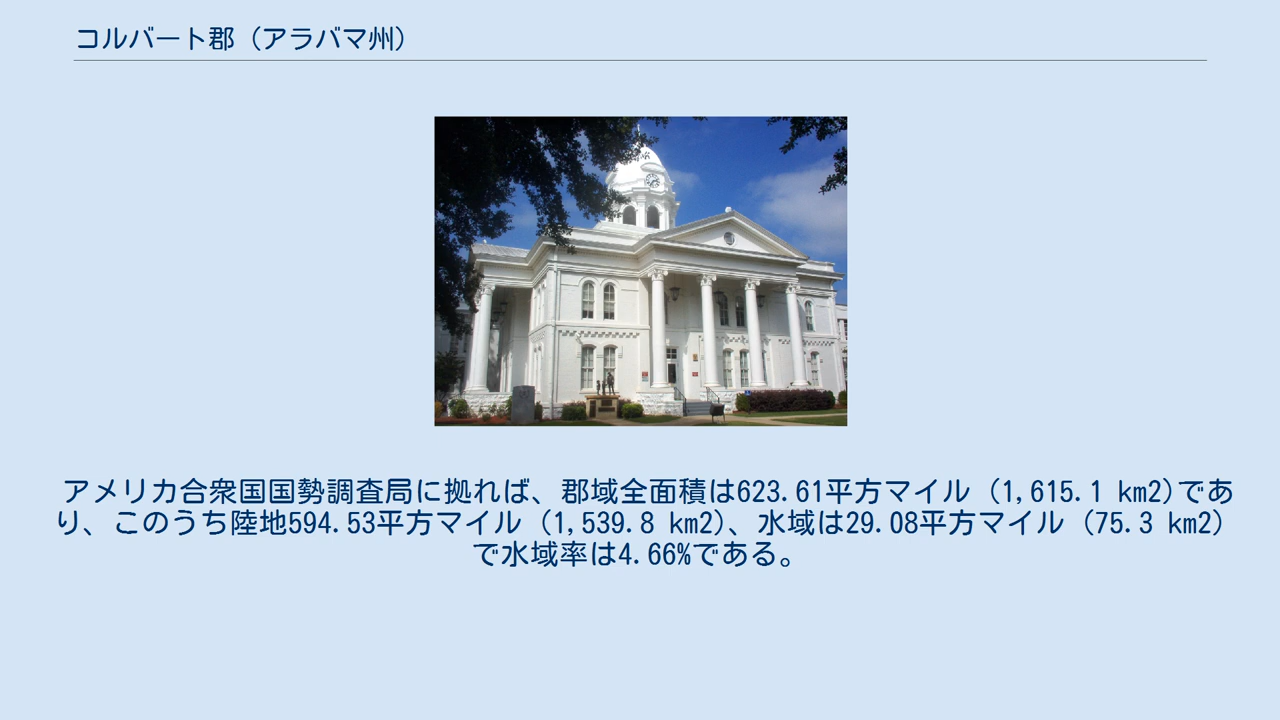 コルバート郡 (アラバマ州)
アメリカ合衆国国勢調査局に拠れば、郡域全面積は623.61平方マイル (1,615.1 km2)であ
り、このうち陸地594.53平方マイル (1,539.8 km2)、水域は29.08平方マイル (75.3 km2)
で水域率は4.66%である。